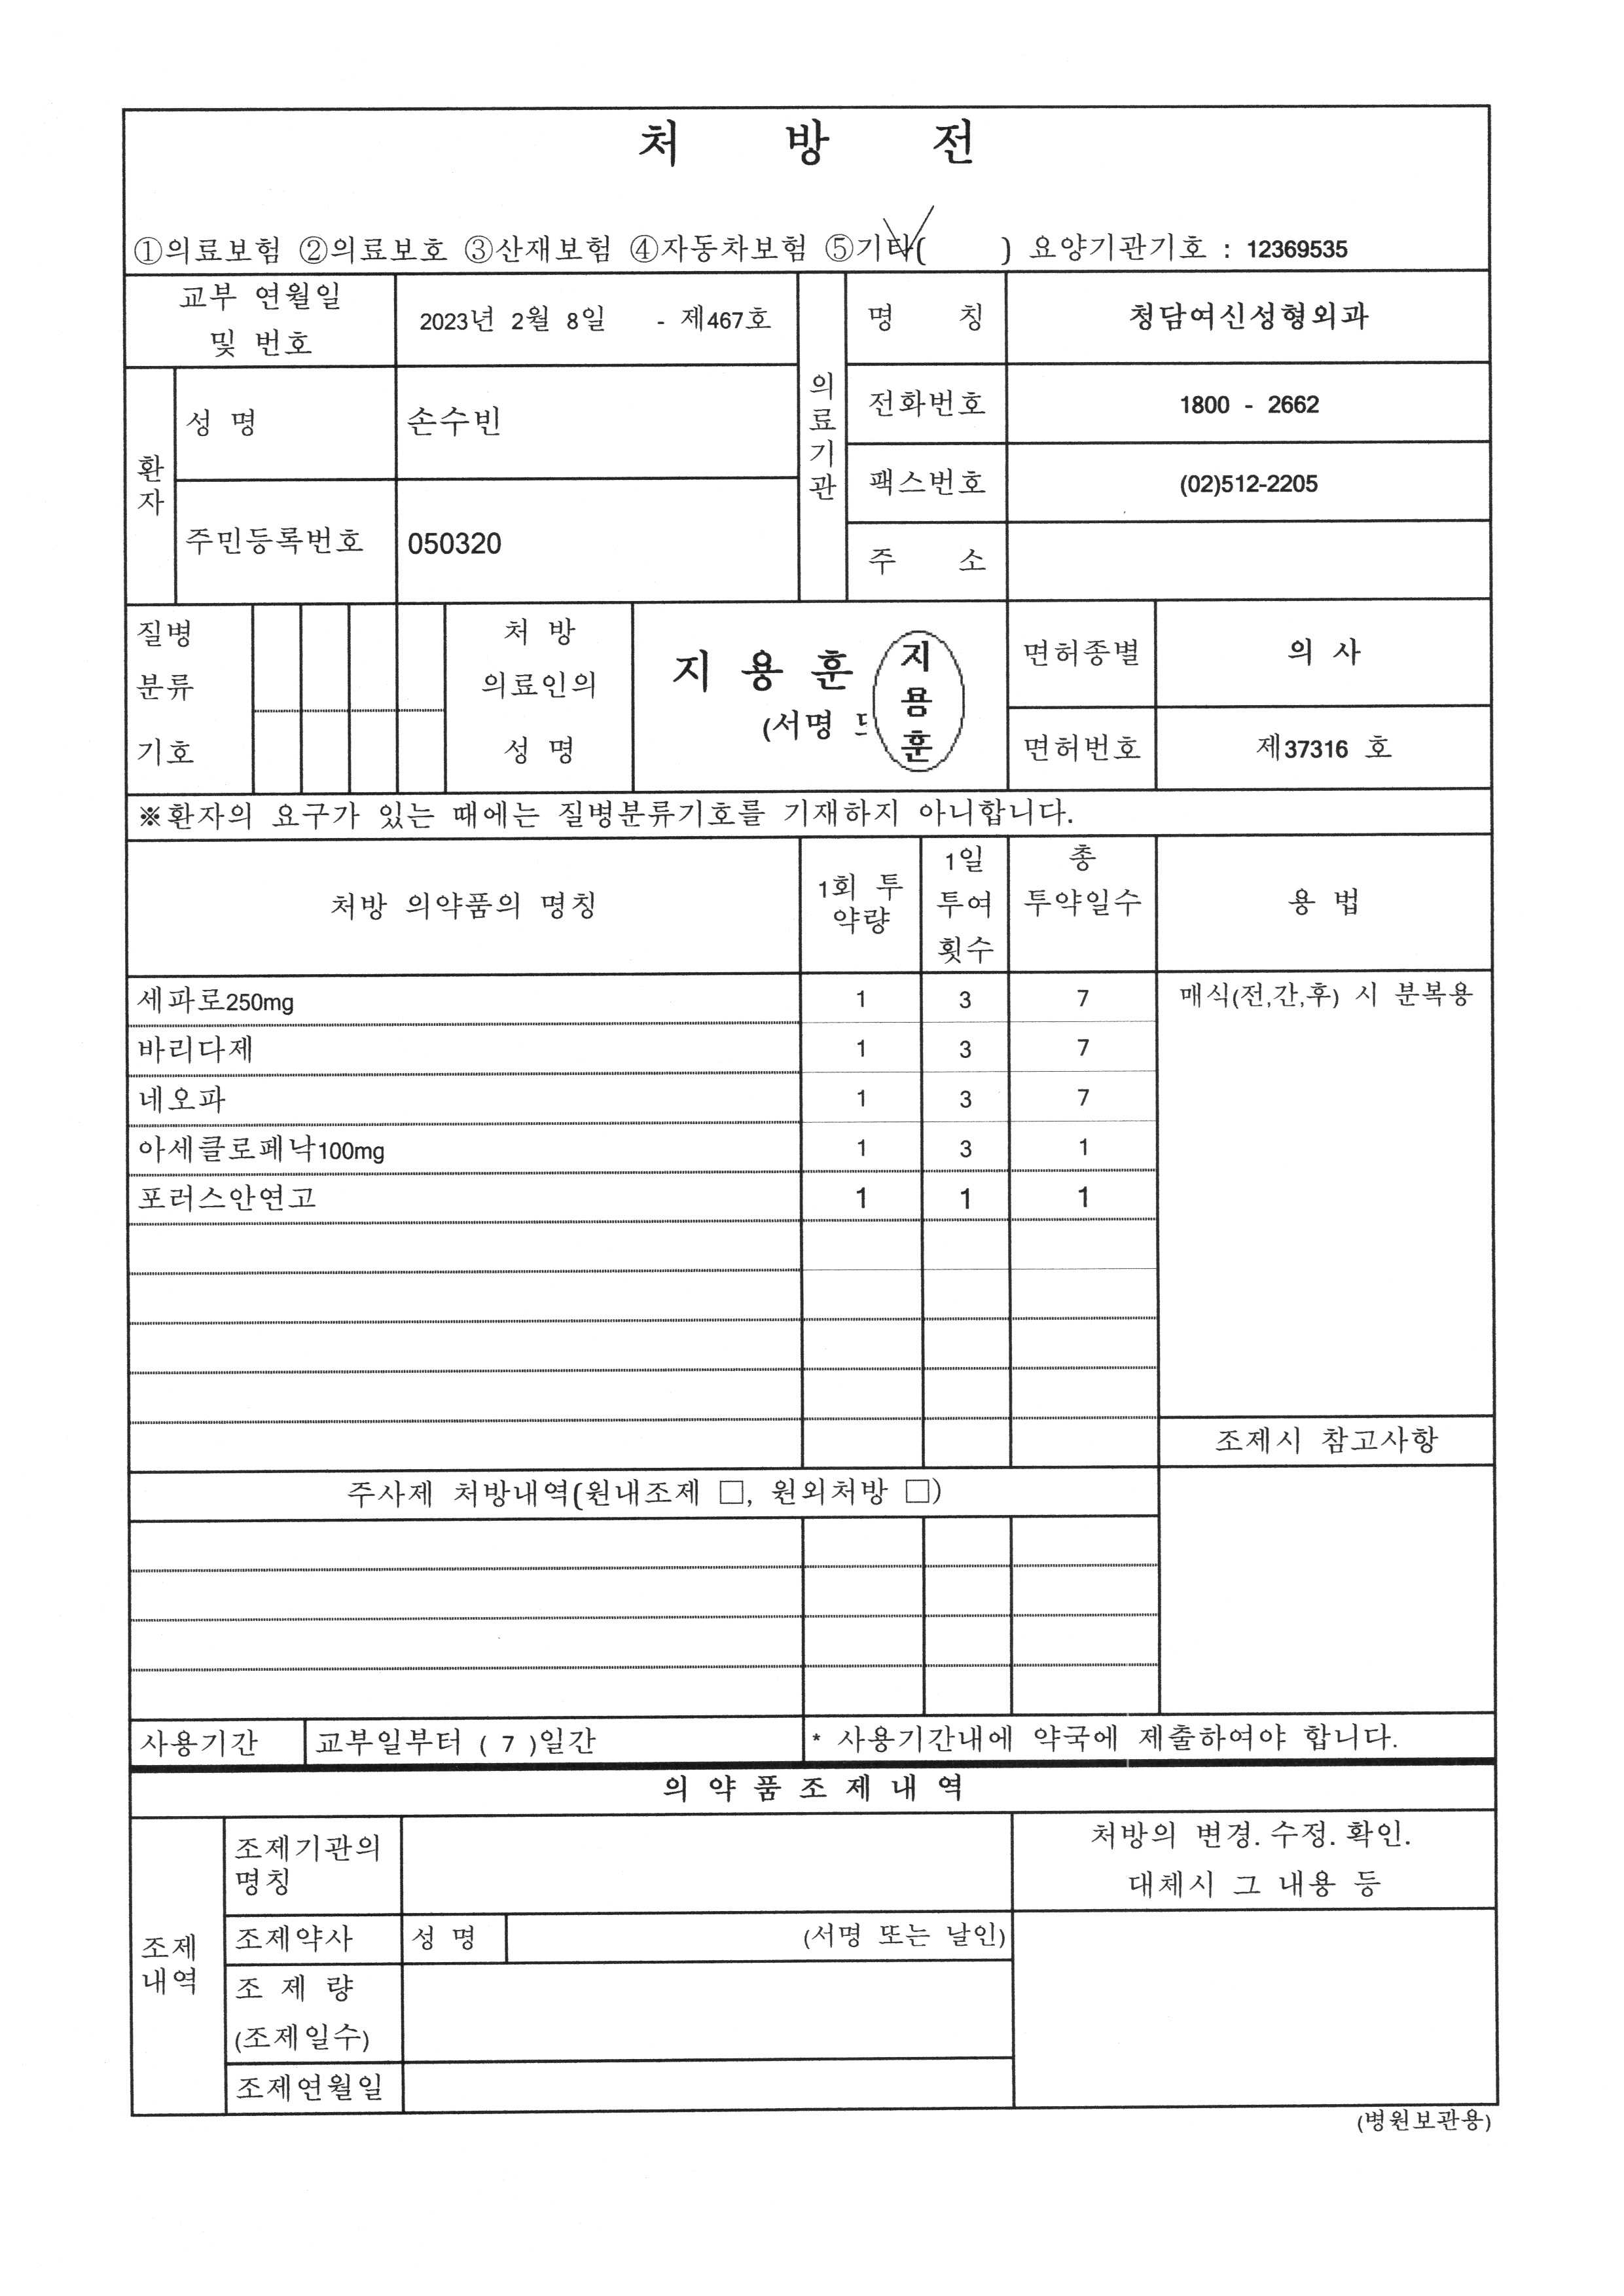 처 방 전
①의료보험 ②의료보호 ③산재보험 ④자동차보험 ⑤기타( ) 요양기관기호 : 12369535
교부 연월일
및 번호
2023년 2월 8일 - 제467호
의료기관
명 칭
청담여신성형외과
전화번호
1800 - 2662
팩스번호
(02)512-2205
주 소
환자
성 명
손수빈
주민등록번호
050320
질병
분류
기호
처 방
의료인의
성 명
지 용 훈
(서명
지용훈
면허종별
의 사
면허번호
제37316 호
※환자의 요구가 있는 때에는 질병분류기호를 기재하지 아니합니다.
처방 의약품의 명칭
1회 투
약량
1일
투여
횟수
총
투약일수
용 법
세파로250mg 1 3 7 매식(전,간,후) 시 분복용
바리다제 1 3 7
네오파 1 3 7
아세클로페낙100mg 1 3 1
포러스안연고 1 1 1
조제시 참고사항
주사제 처방내역(원내조제 □, 원외처방 □)
사용기간 교부일부터 ( 7 )일간 * 사용기간내에 약국에 제출하여야 합니다.
의 약 품 조 제 내 역
조제
내역
조제기관의
명칭
처방의 변경. 수정. 확인.
대체시 그 내용 등
조제약사 성 명 (서명 또는 날인)
조 제 량
(조제일수)
조제연월일
(병원보관용)